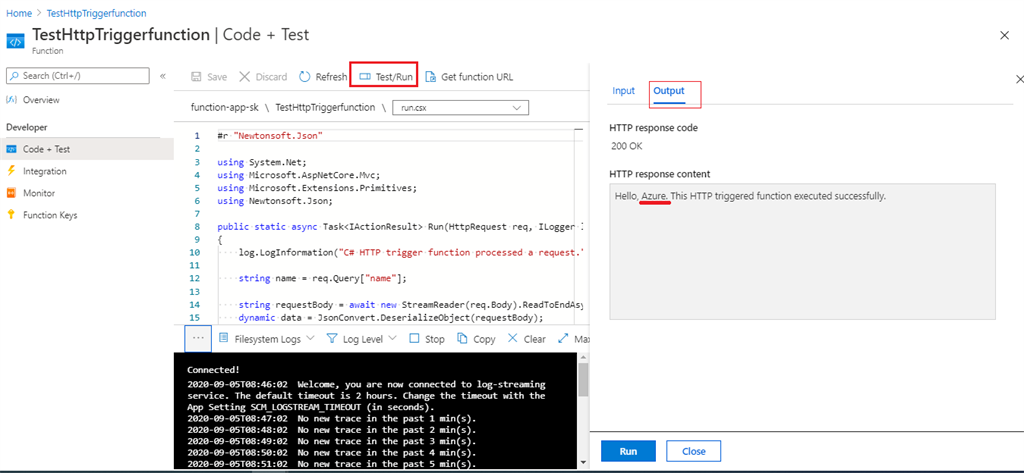 Home > TestHttpTriggerfunction
TestHttpTriggerfunction | Code + Test
Function
Search (Ctrl+/)
«
Overview
Developer
Code + Test
Integration
Monitor
Function Keys
Save Discard Refresh Test/Run Get function URL
function-app-sk \ TestHttpTriggerfunction \ run.csx
1 #r "Newtonsoft.Json"
2
3 using System.Net;
4 using Microsoft.AspNetCore.Mvc;
5 using Microsoft.Extensions.Primitives;
6 using Newtonsoft.Json;
7
8 public static async Task<IActionResult> Run(HttpRequest req, ILogger
9 {
10 log.LogInformation("C# HTTP trigger function processed a request.
11
12 string name = req.Query["name"];
13
14 string requestBody = await new StreamReader(req.Body).ReadToEndAsy
15 dynamic data = JsonConvert.DeserializeObject(requestBody);
... Filesystem Logs Log Level Stop Copy Clear Max
Connected!
2020-09-05T08:46:02 Welcome, you are now connected to log-streaming
service. The default timeout is 2 hours. Change the timeout with the
App Setting SCM_LOGSTREAM_TIMEOUT (in seconds).
2020-09-05T08:47:02 No new trace in the past 1 min(s).
2020-09-05T08:48:02 No new trace in the past 2 min(s).
2020-09-05T08:49:02 No new trace in the past 3 min(s).
2020-09-05T08:50:02 No new trace in the past 4 min(s).
2020-09-05T08:51:02 No new trace in the past 5 min(s).
Input Output
HTTP response code
200 OK
HTTP response content
Hello, Azure. This HTTP triggered function executed successfully.
Run Close